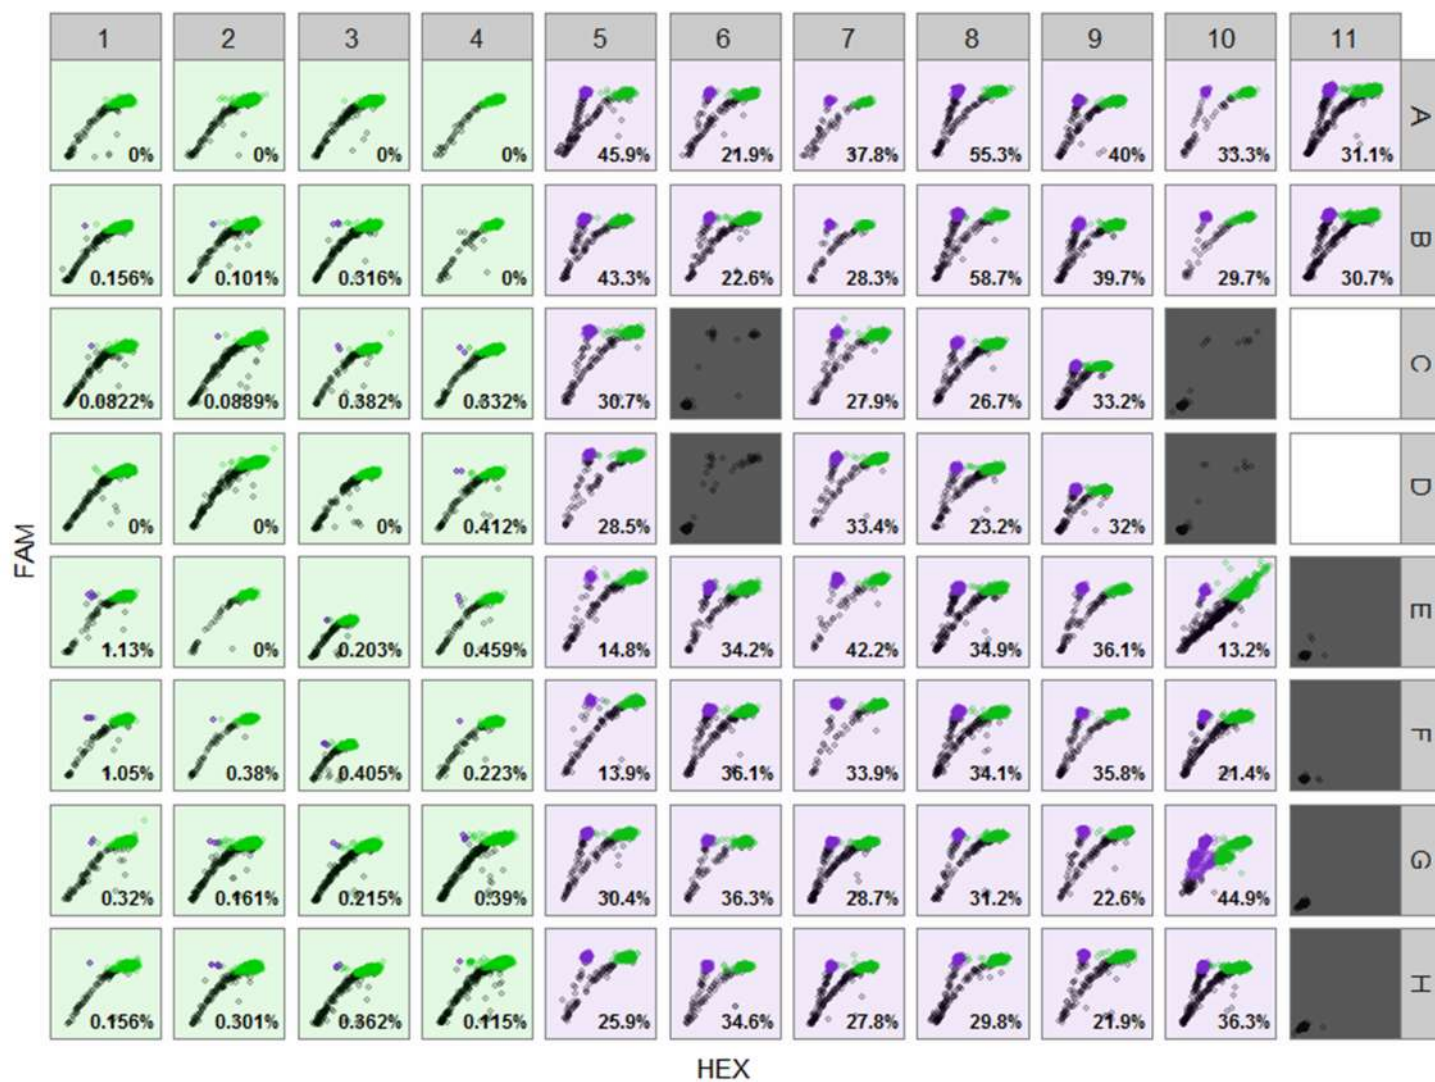 1 2 3 4 5 6 7 8 9 10 11
0% 0% 0% 0% 45.9% 21.9% 37.8% 55.3% 40% 33.3% 31.1% A
0.156% 0.101% 0.316% 0% 43.3% 22.6% 28.3% 58.7% 39.7% 29.7% 30.7% B
0.0822% 0.0889% 0.382% 0.332% 30.7% 27.9% 26.7% 33.2% C
0% 0% 0% 0.412% 28.5% 33.4% 23.2% 32% D
FAM
1.13% 0% 0.203% 0.459% 14.8% 34.2% 42.2% 34.9% 36.1% 13.2% E
1.05% 0.38% 0.405% 0.223% 13.9% 36.1% 33.9% 34.1% 35.8% 21.4% F
0.32% 0.161% 0.215% 0.39% 30.4% 36.3% 28.7% 31.2% 22.6% 44.9% G
0.156% 0.301% 0.362% 0.115% 25.9% 34.6% 27.8% 29.8% 21.9% 36.3% H
HEX